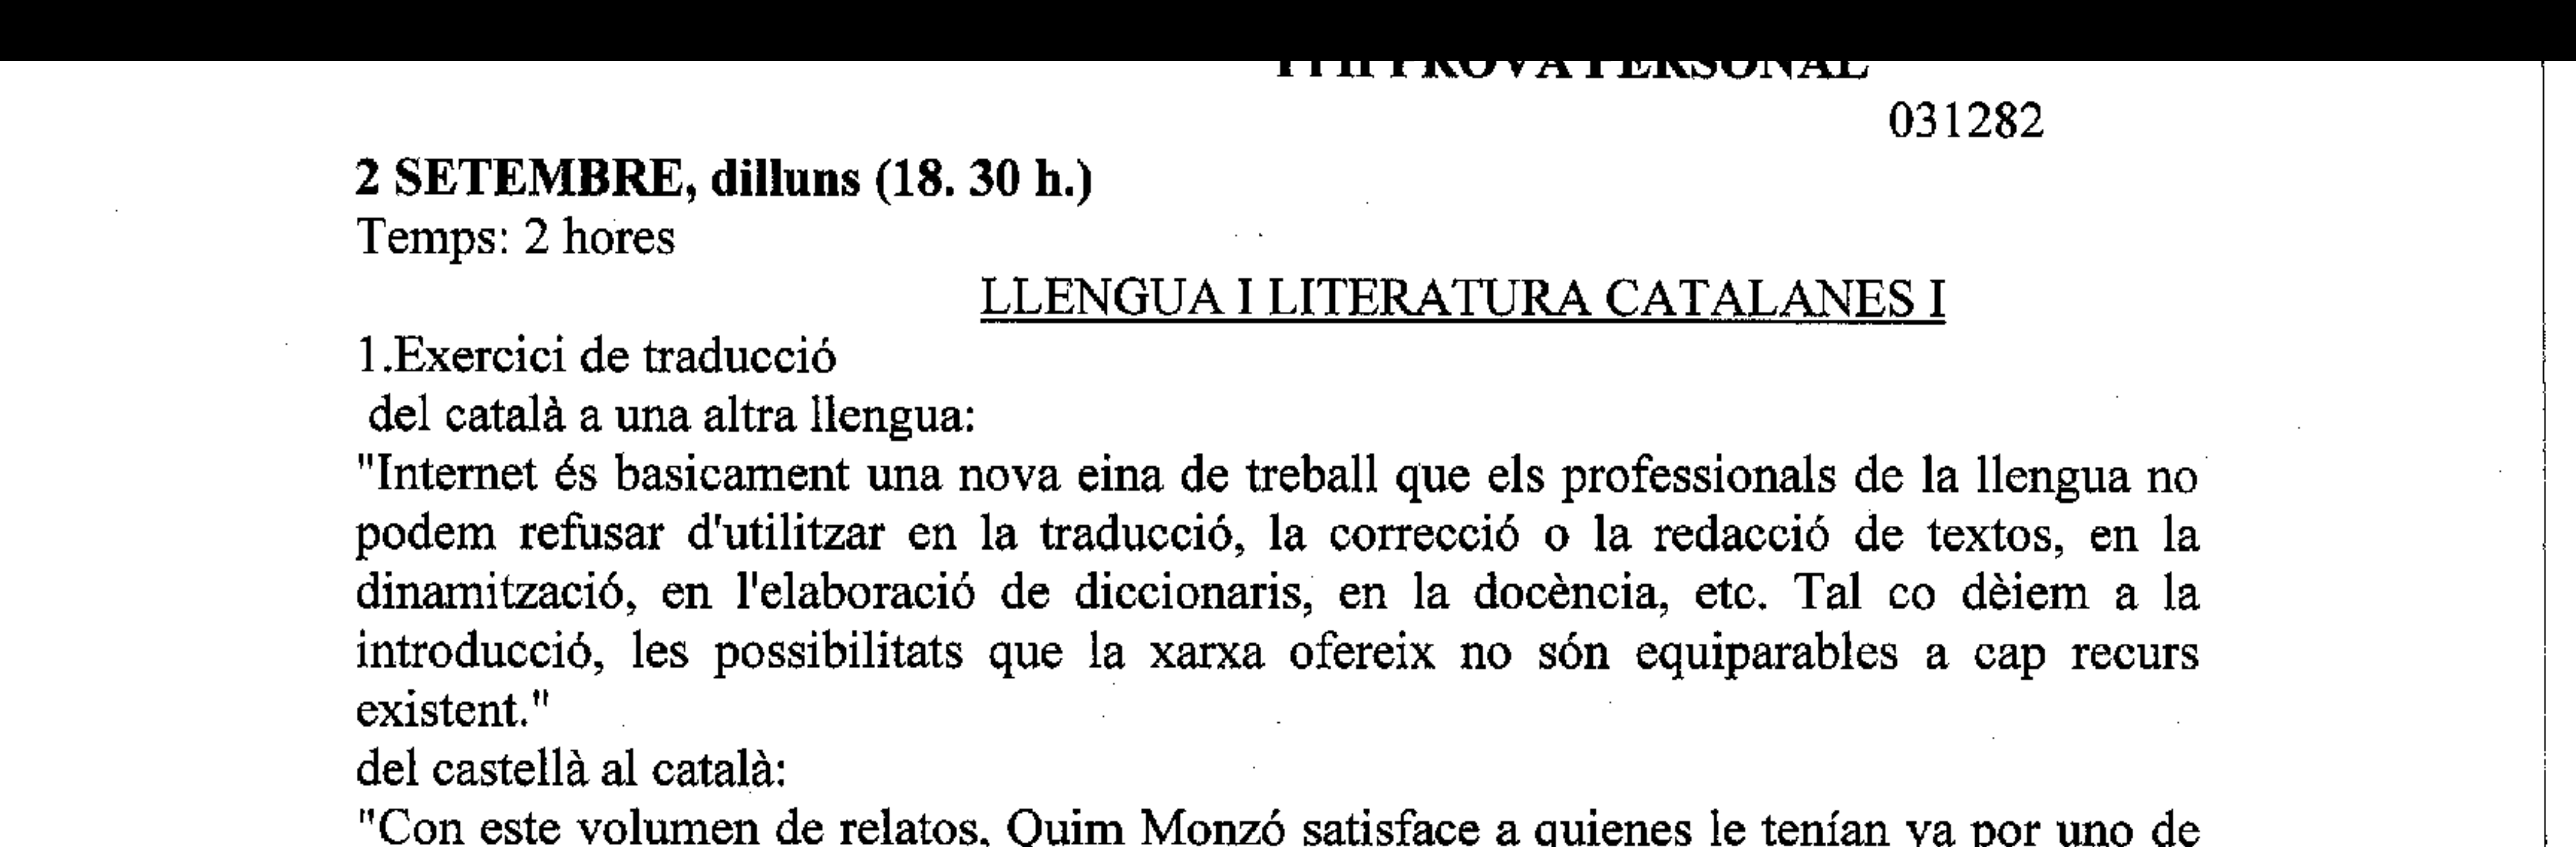 PROVA PERSONAL
031282
2 SETEMBRE, dilluns (18. 30 h.)
Temps: 2 hores
LLENGUA I LITERATURA CATALANES I
1.Exercici de traducció
del català a una altra llengua:
"Internet és basicament una nova eina de treball que els professionals de la llengua no
podem refusar d'utilitzar en la traducció, la correcció o la redacció de textos, en la
dinamització, en l'elaboració de diccionaris, en la docència, etc. Tal co dèiem a la
introducció, les possibilitats que la xarxa ofereix no són equiparables a cap recurs
existent."
del castellà al català:
"Con este volumen de relatos, Quim Monzó satisface a quienes le tenían ya por uno de